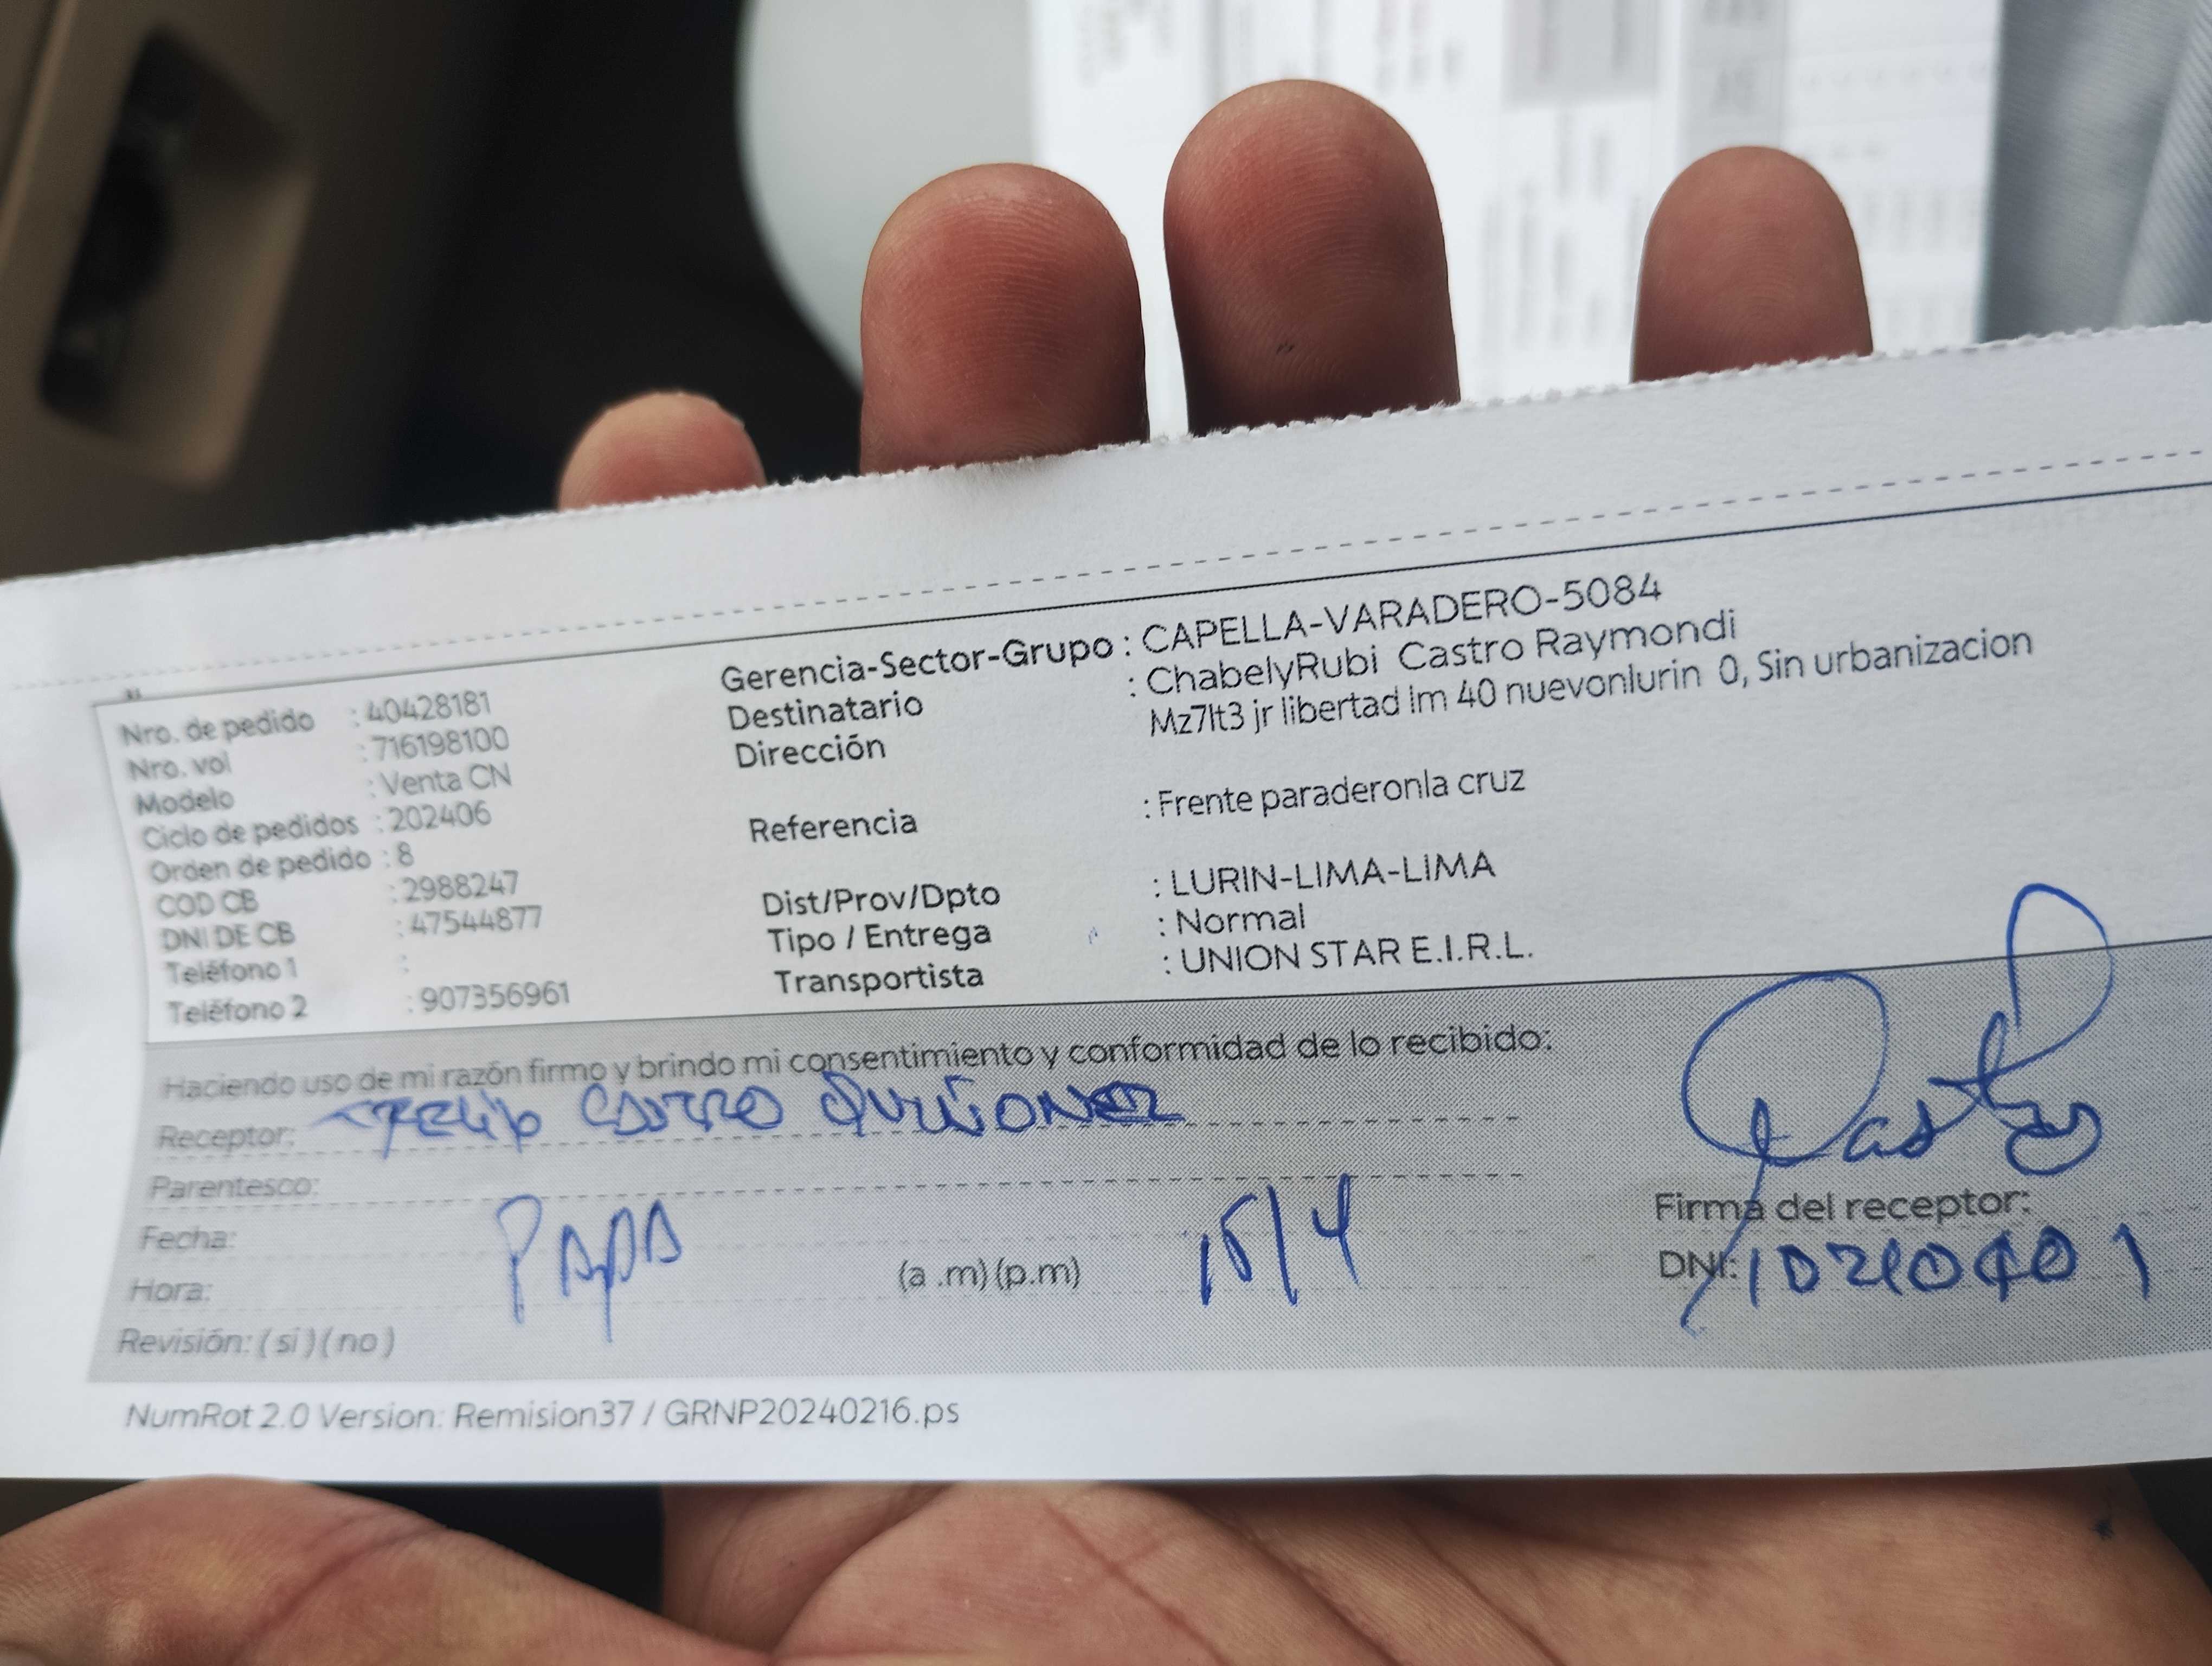 Nro. de pedido : 40428181
Nro. vol : 716198100
Modelo : Venta CN
Ciclo de pedidos : 202406
Orden de pedido : 8
COD CB : 2988247
DNI DE CB : 47544877
Teléfono 1 :
Teléfono 2 : 907356961
Gerencia-Sector-Grupo : CAPELLA-VARADERO-5084
Destinatario : ChabelyRubi Castro Raymondi
Dirección Mz7lt3 jr libertad lm 40 nuevonlurin 0, Sin urbanizacion
Referencia : Frente paraderonla cruz
Dist/Prov/Dpto : LURIN-LIMA-LIMA
Tipo / Entrega : Normal
Transportista : UNION STAR E.I.R.L.
Haciendo uso de mi razón firmo y brindo mi consentimiento y conformidad de lo recibido:
Receptor: CASTRO QUIÑONEZ
Parentesco:
Fecha: PAPA 15/4
Hora: (a .m)(p.m)
Revisión: ( si )( no )
Castro
Firma del receptor:
DNI:
NumRot 2.0 Version: Remision37 / GRNP20240216.ps